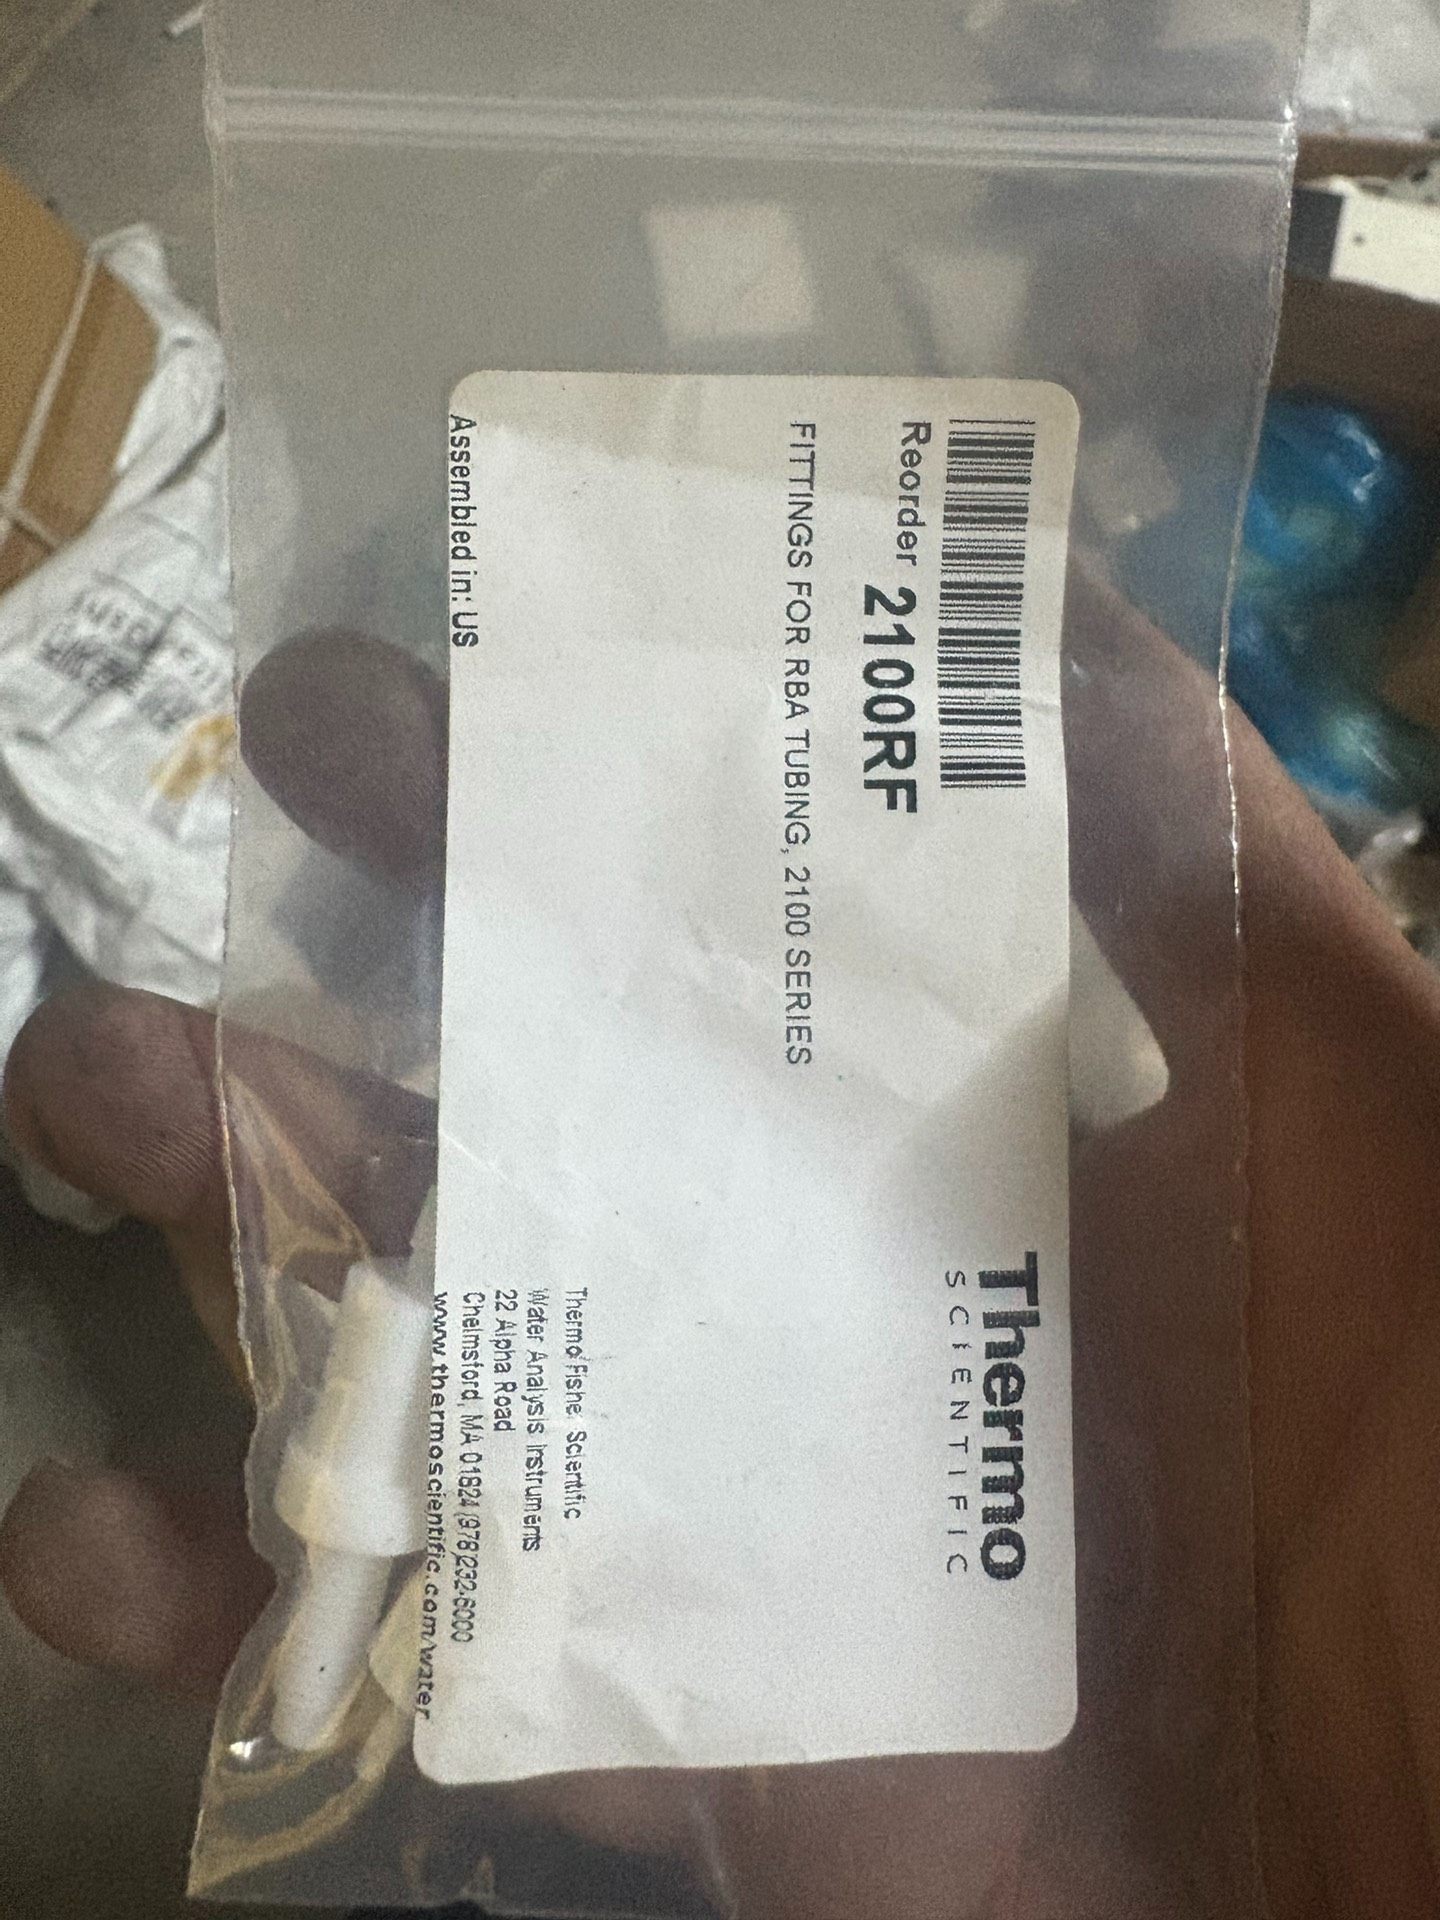 Reorder 2100RF
FITTINGS FOR RBA TUBING, 2100 SERIES
Assembled in: US
Thermo
SCIENTIFIC
Thermo Fisher Scientific
Water Analysis Instruments
22 Alpha Road
Chelmsford, MA 01824 (978)232-6000
www.thermoscientific.com/water